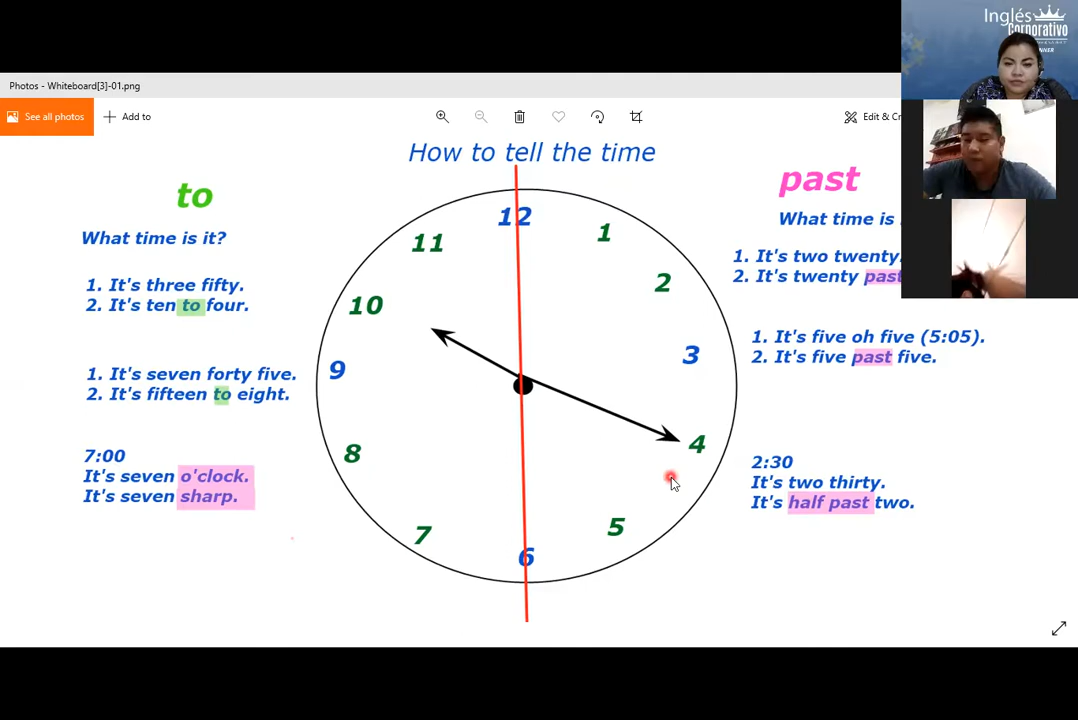 Inglés
Corporativo
Photos - Whiteboard[3]-01.png
See all photos
Add to
Edit & Cr
How to tell the time
to
What time is it?
1. It's three fifty.
2. It's ten to four.
1. It's seven forty five.
2. It's fifteen to eight.
7:00
It's seven o'clock.
It's seven sharp.
12
1
2
3
4
5
6
7
8
9
10
11
past
What time is
1. It's two twenty.
2. It's twenty past
1. It's five oh five (5:05).
2. It's five past five.
2:30
It's two thirty.
It's half past two.